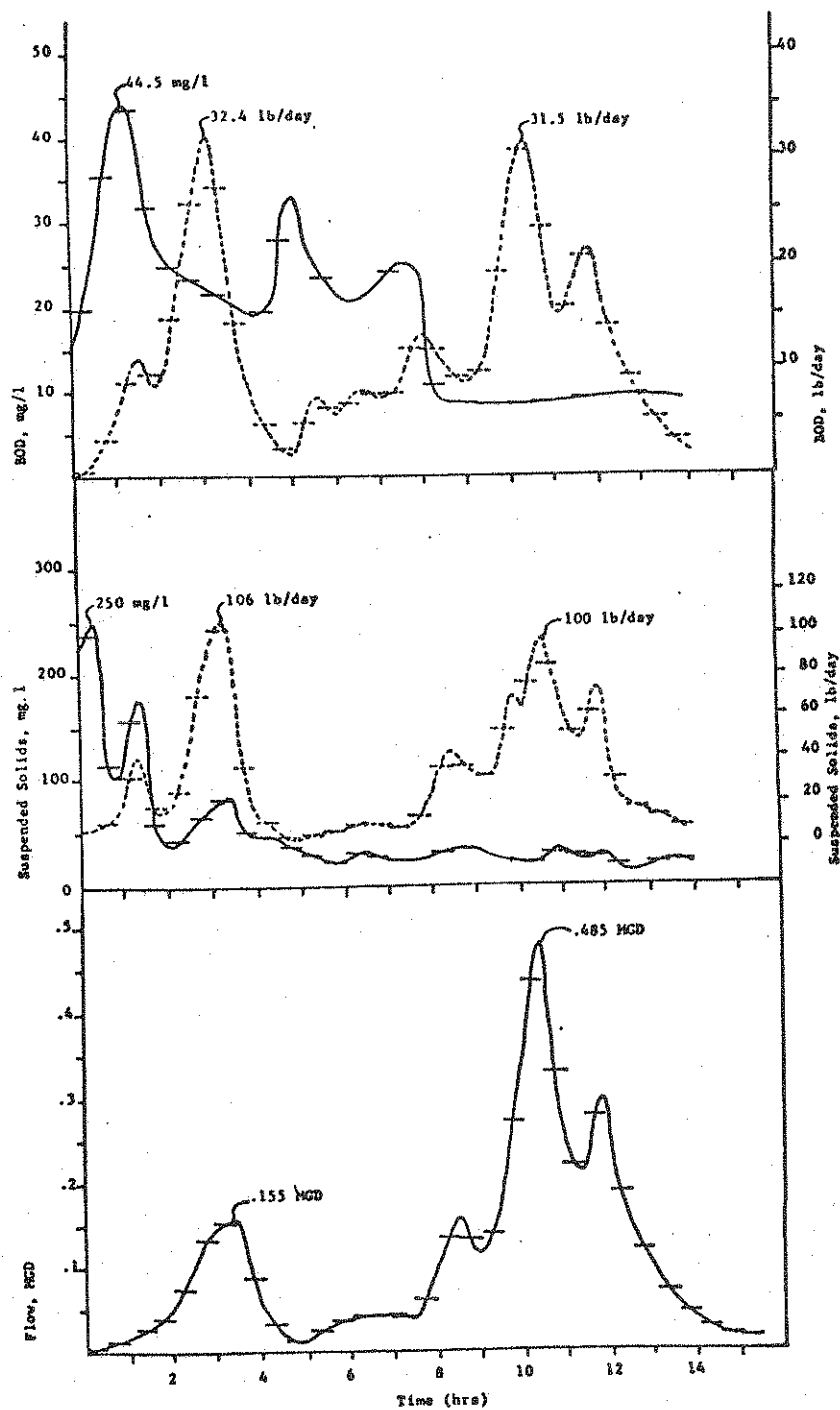 50
40
44.5 mg/l
32.4 lb/day
31.5 lb/day
40
30
30
20
20
10
10
BOD, mg/l
BOD, lb/day
300
250 mg/l
106 lb/day
100 lb/day
120
100
200
80
60
100
40
20
0
0
Suspended Solids, mg.l
Suspended Solids, lb/day
.5
.485 MGD
.4
.3
.2
.155 MGD
.1
Flow, MGD
2
4
6
8
10
12
14
Time (hrs)